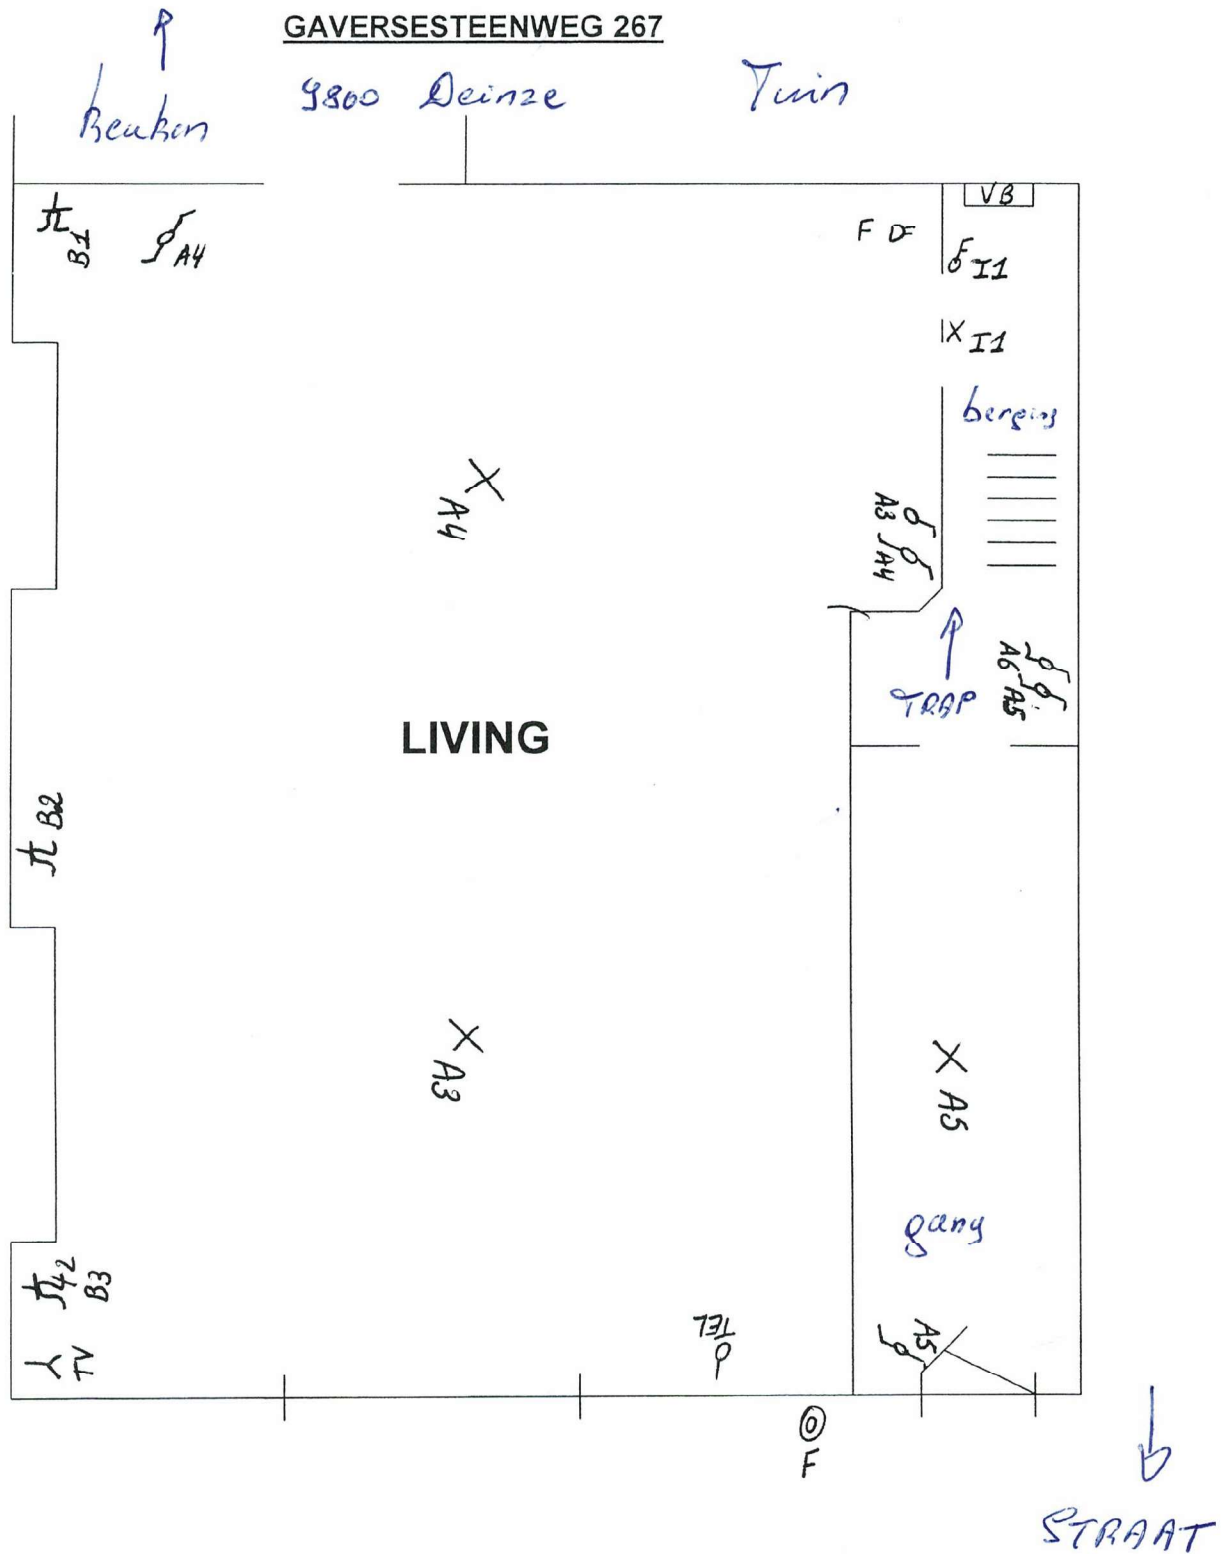 GAVERSESTEENWEG 267
9800 Deinze
Tuin
Keuken
VB
B1
A4
F
I1
I1
berging
A4
A3
A4
A6
A5
TRAP
LIVING
B2
A3
A5
gang
2
B3
TV
TEL
A5
F
STRAAT